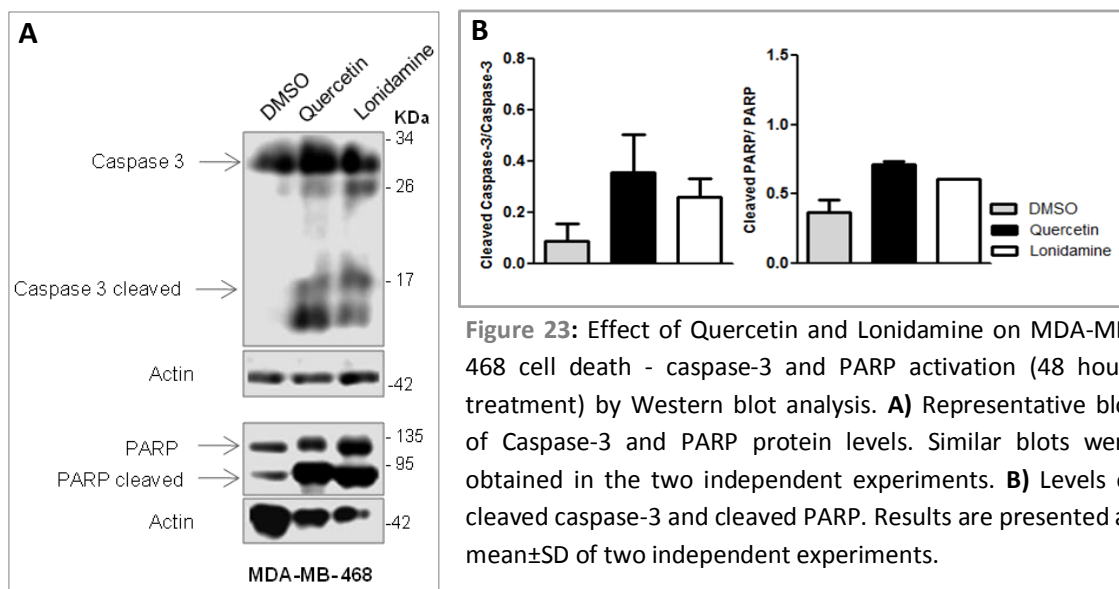 A
DMSO
Quercetin
Lonidamine
KDa
- 34
Caspase 3
- 26
- 17
Caspase 3 cleaved
Actin
-42
PARP
- 135
- 95
PARP cleaved
Actin
-42
MDA-MB-468
B
Cleaved Caspase-3/Caspase-3
0.8
0.6
0.4
0.2
0.0
Cleaved PARP/ PARP
1.5
1.0
0.5
0.0
DMSO
Quercetin
Lonidamine
Figure 23: Effect of Quercetin and Lonidamine on MDA-MB
468 cell death - caspase-3 and PARP activation (48 hour
treatment) by Western blot analysis. A) Representative blo
of Caspase-3 and PARP protein levels. Similar blots wer
obtained in the two independent experiments. B) Levels
cleaved caspase-3 and cleaved PARP. Results are presented
mean±SD of two independent experiments.